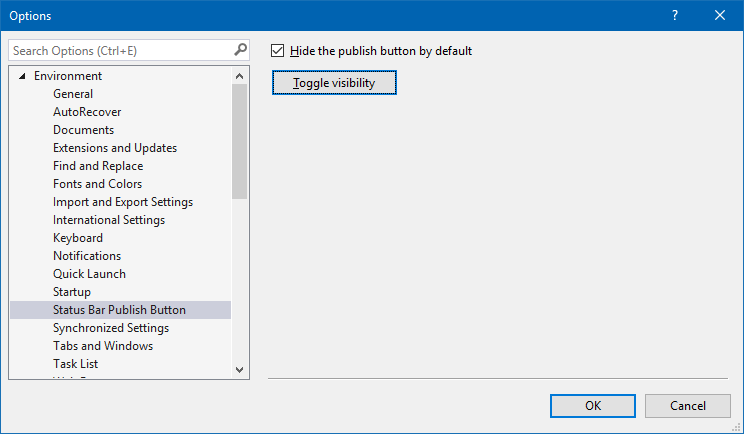 Options
?
Search Options (Ctrl+E)
Environment
General
AutoRecover
Documents
Extensions and Updates
Find and Replace
Fonts and Colors
Import and Export Settings
International Settings
Keyboard
Notifications
Quick Launch
Startup
Status Bar Publish Button
Synchronized Settings
Tabs and Windows
Task List
Hide the publish button by default
Toggle visibility
OK
Cancel